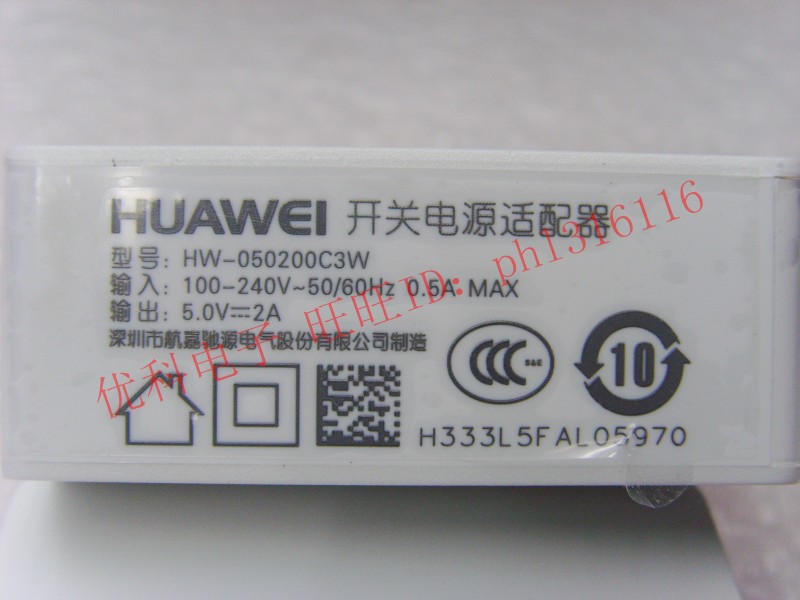 HUAWEI 开关电源适配器
型号: HW-050200C3W
输入: 100-240V~50/60Hz 0.5A MAX
输出: 5.0V⎓2A
深圳市航嘉驰源电气股份有限公司制造
CCC S&E
10
H333L5FAL05970
优科电子 旺旺ID: ph1316116